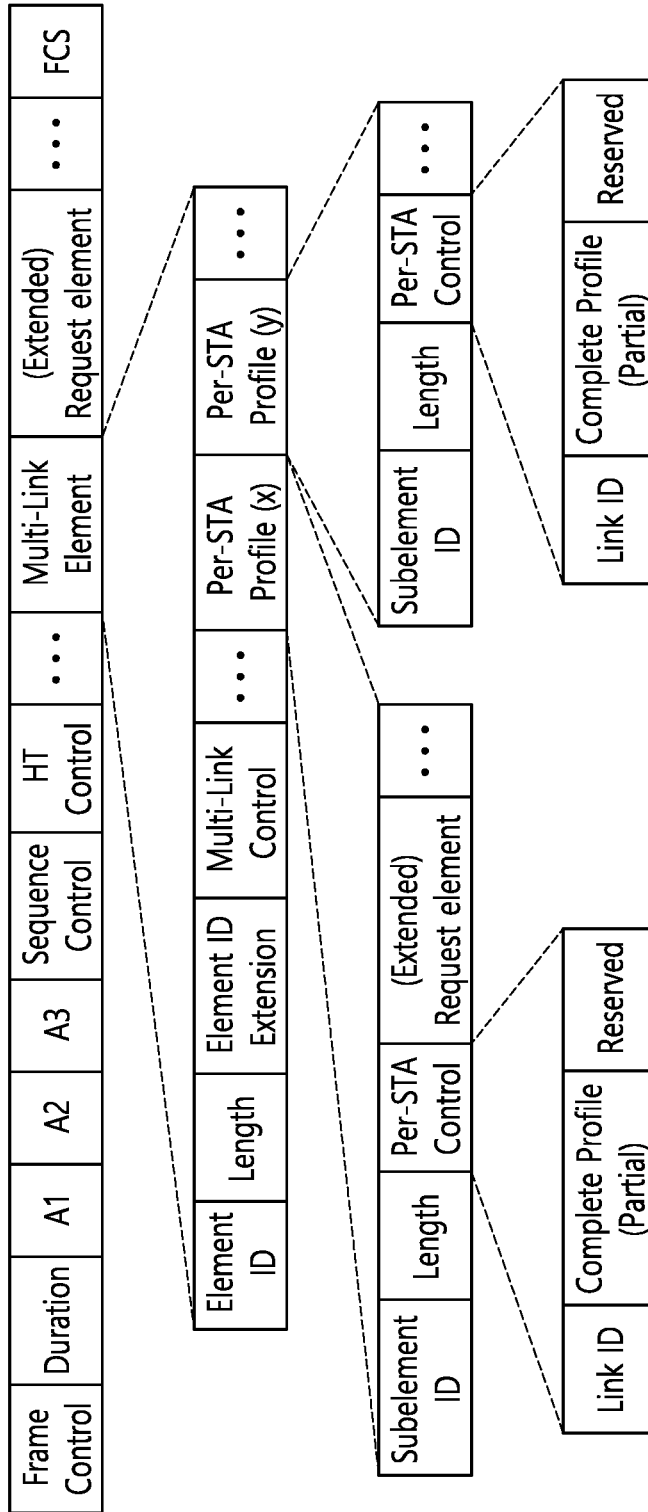 Frame
Control
Duration
A1
A2
A3
Sequence
Control
HT
Control
• • •
Multi-Link
Element
(Extended)
Request element
• • •
FCS
Element
ID
Length
Element ID
Extension
Multi-Link
Control
• • •
Per-STA
Profile (x)
Per-STA
Profile (y)
• • •
Subelement
ID
Length
Per-STA
Control
(Extended)
Request element
• • •
Subelement
ID
Length
Per-STA
Control
• • •
Link ID
Complete Profile
(Partial)
Reserved
Link ID
Complete Profile
(Partial)
Reserved